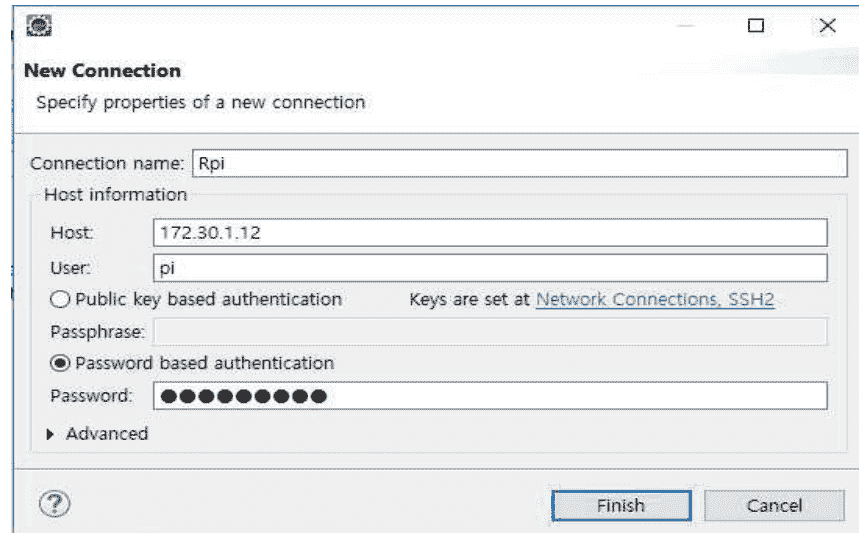 New Connection
Specify properties of a new connection
Connection name: Rpi
Host information
Host: 172.30.1.12
User: pi
Public key based authentication Keys are set at Network Connections, SSH2
Passphrase:
Password based authentication
Password: ●●●●●●●●●
Advanced
? Finish Cancel